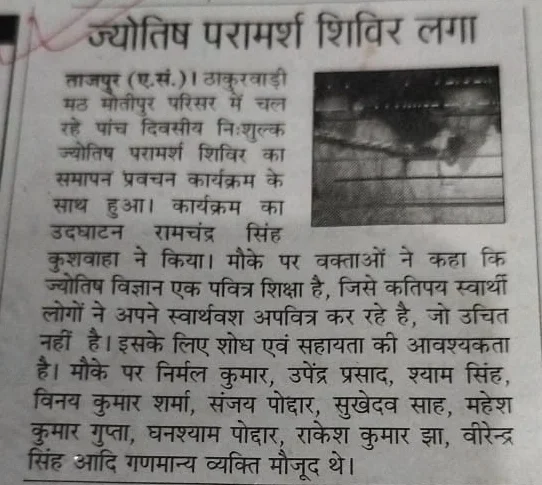 ज्योतिष परामर्श शिविर लगा
ताजपुर (ए.सं.)। ठाकुरवाड़ी
मठ मोतीपुर परिसर में चल
रहे पांच दिवसीय निःशुल्क
ज्योतिष परामर्श शिविर का
समापन प्रवचन कार्यक्रम के
साथ हुआ। कार्यक्रम का
उदघाटन रामचंद्र सिंह
कुशवाहा ने किया। मौके पर वक्ताओं ने कहा कि
ज्योतिष विज्ञान एक पवित्र शिक्षा है, जिसे कतिपय स्वार्थी
लोगों ने अपने स्वार्थवश अपवित्र कर रहे है, जो उचित
नहीं है। इसके लिए शोध एवं सहायता की आवश्यकता
है। मौके पर निर्मल कुमार, उपेंद्र प्रसाद, श्याम सिंह,
विनय कुमार शर्मा, संजय पोद्दार, सुखेदव साह, महेश
कुमार गुप्ता, घनश्याम पोद्दार, राकेश कुमार झा, वीरेन्द्र
सिंह आदि गणमान्य व्यक्ति मौजूद थे।